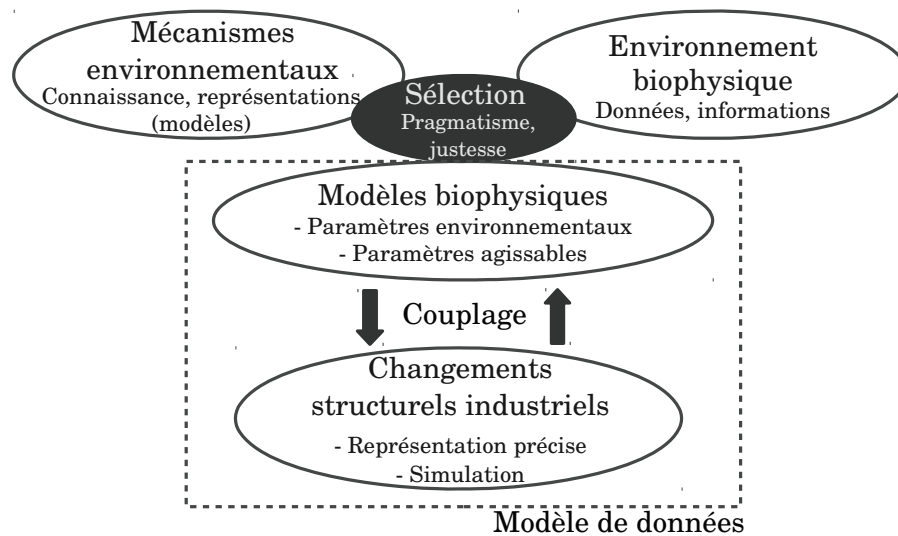 Mécanismes
environnementaux
Connaissance, représentations
(modèles)
Environnement
biophysique
Données, informations
Sélection
Pragmatisme,
justesse
Modèles biophysiques
- Paramètres environnementaux
- Paramètres agissables
Couplage
Changements
structurels industriels
- Représentation précise
- Simulation
Modèle de données